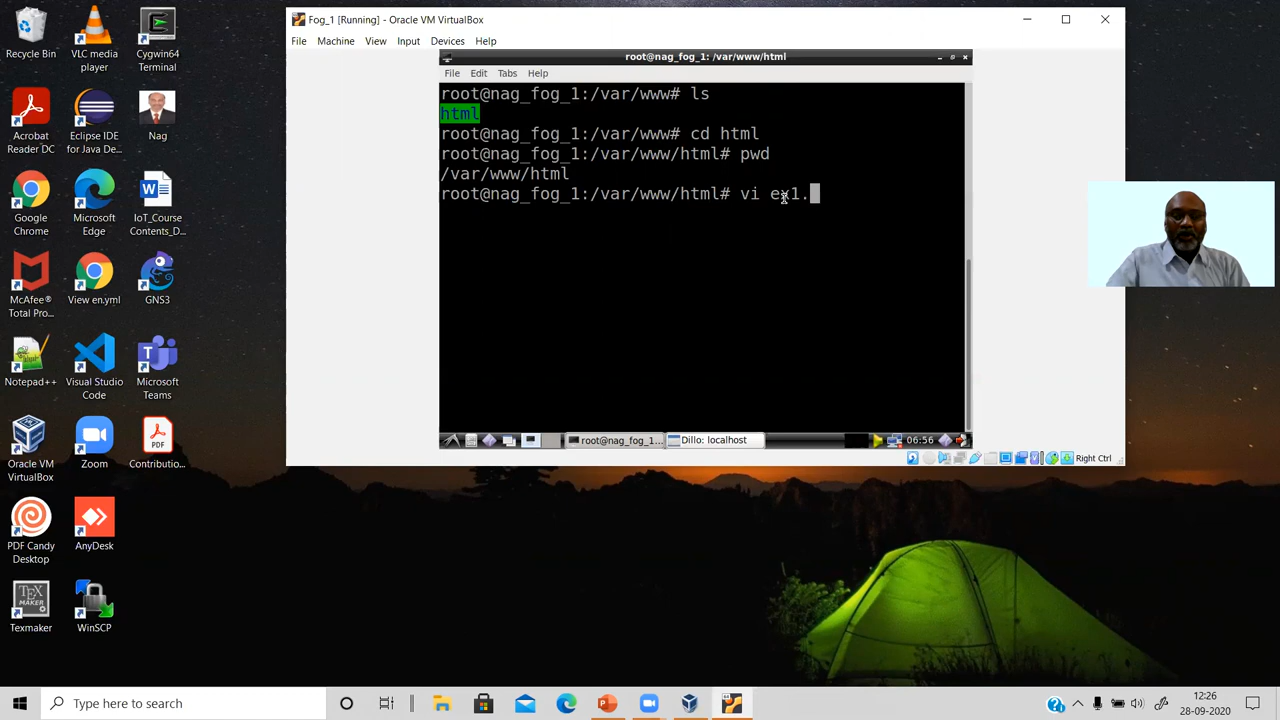 Fog_1 [Running] - Oracle VM VirtualBox
File Machine View Input Devices Help
root@nag_fog_1: /var/www/html
File Edit Tabs Help
root@nag_fog_1:/var/www# ls
html
root@nag_fog_1:/var/www# cd html
root@nag_fog_1:/var/www/html# pwd
/var/www/html
root@nag_fog_1:/var/www/html# vi ex1.
root@nag_fog_1...
Dillo: localhost
06:56
Right Ctrl
Recycle Bin
VLC media
player
Cygwin64
Terminal
Acrobat
Reader DC
Eclipse IDE
for Java De...
Nag
Google
Chrome
Microsoft
Edge
IoT_Course
Contents_D...
McAfee®
Total Pro...
View en.yml
GNS3
Notepad++
Visual Studio
Code
Microsoft
Teams
Oracle VM
VirtualBox
Zoom
Contributio...
PDF Candy
Desktop
AnyDesk
Texmaker
WinSCP
Type here to search
12:26
28-09-2020